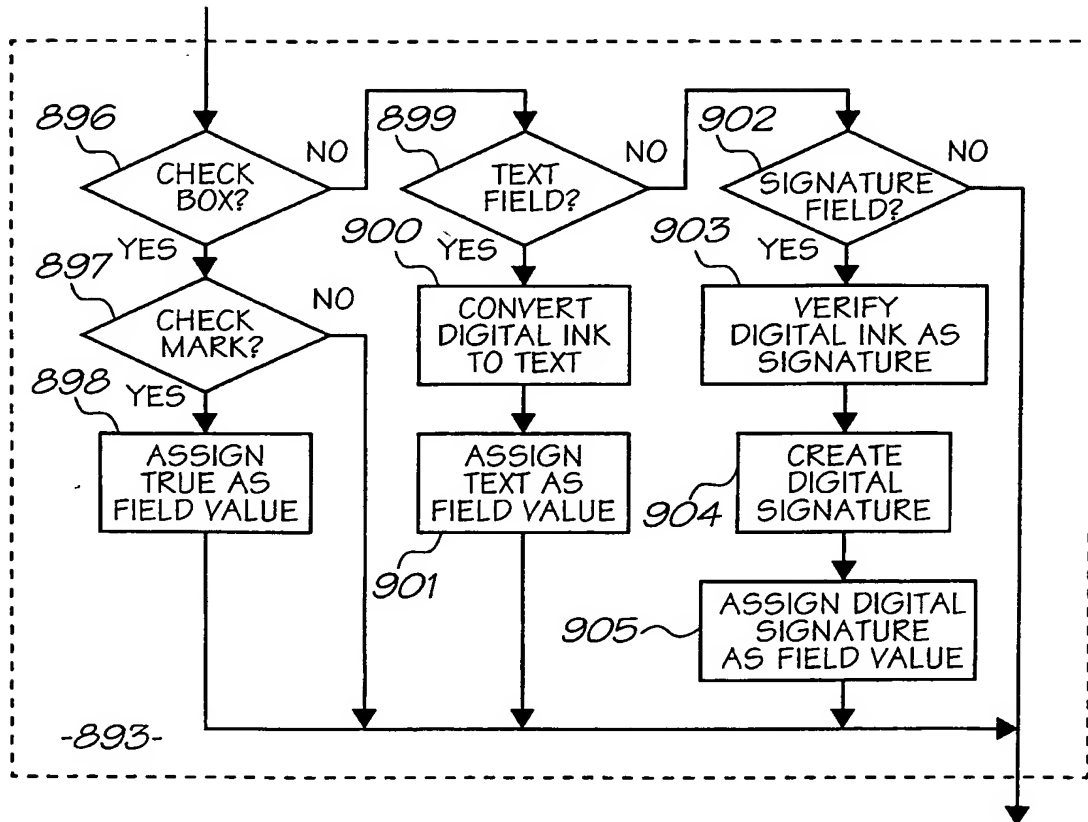 896
CHECK
BOX?
NO
YES
899
TEXT
FIELD?
NO
YES
902
SIGNATURE
FIELD?
NO
YES
897
CHECK
MARK?
NO
YES
898
ASSIGN
TRUE AS
FIELD VALUE
900
CONVERT
DIGITAL INK
TO TEXT
901
ASSIGN
TEXT AS
FIELD VALUE
903
VERIFY
DIGITAL INK AS
SIGNATURE
904
CREATE
DIGITAL
SIGNATURE
905
ASSIGN DIGITAL
SIGNATURE
AS FIELD VALUE
-893-